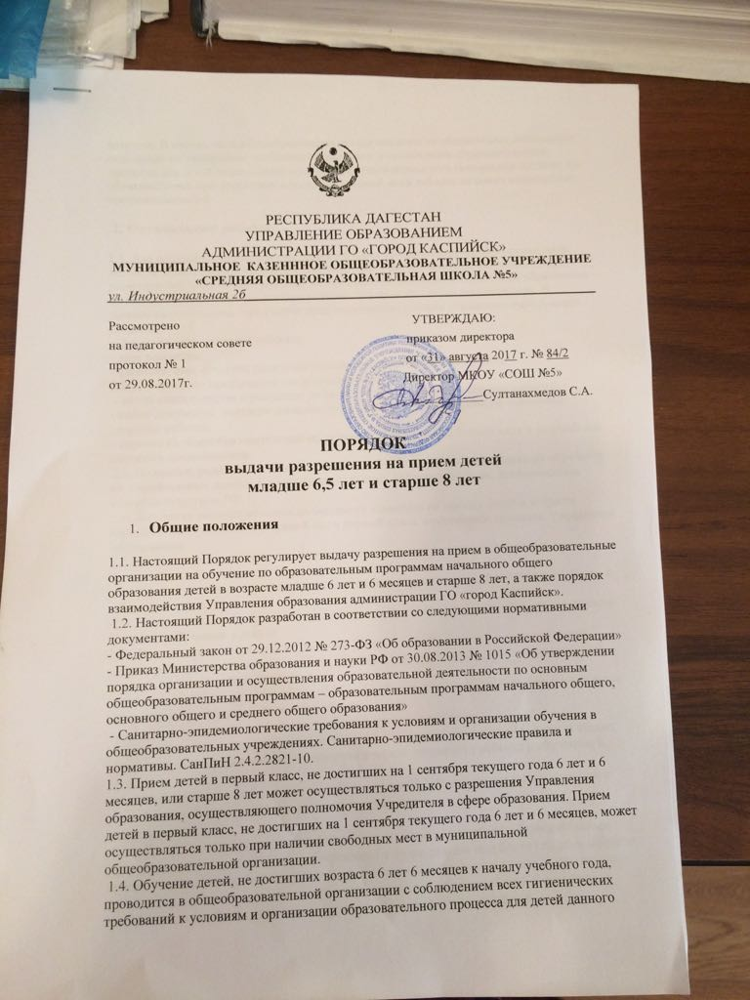 РЕСПУБЛИКА ДАГЕСТАН
УПРАВЛЕНИЕ ОБРАЗОВАНИЕМ
АДМИНИСТРАЦИИ ГО «ГОРОД КАСПИЙСК»
МУНИЦИПАЛЬНОЕ КАЗЕНННОЕ ОБЩЕОБРАЗОВАТЕЛЬНОЕ УЧРЕЖДЕНИЕ
«СРЕДНЯЯ ОБЩЕОБРАЗОВАТЕЛЬНАЯ ШКОЛА №5»
ул. Индустриальная 2б
Рассмотрено
на педагогическом совете
протокол № 1
от 29.08.2017г.
УТВЕРЖДАЮ:
приказом директора
от «31» августа 2017 г. № 84/2
Директор МКОУ «СОШ №5»
Султанахмедов С.А.
ПОРЯДОК
выдачи разрешения на прием детей
младше 6,5 лет и старше 8 лет
1. Общие положения
1.1. Настоящий Порядок регулирует выдачу разрешения на прием в общеобразовательные
организации на обучение по образовательным программам начального общего
образования детей в возрасте младше 6 лет и 6 месяцев и старше 8 лет, а также порядок
взаимодействия Управления образования администрации ГО «город Каспийск».
1.2. Настоящий Порядок разработан в соответствии со следующими нормативными
документами:
- Федеральный закон от 29.12.2012 № 273-ФЗ «Об образовании в Российской Федерации»
- Приказ Министерства образования и науки РФ от 30.08.2013 № 1015 «Об утверждении
порядка организации и осуществления образовательной деятельности по основным
общеобразовательным программам – образовательным программам начального общего,
основного общего и среднего общего образования»
- Санитарно-эпидемиологические требования к условиям и организации обучения в
общеобразовательных учреждениях. Санитарно-эпидемиологические правила и
нормативы. СанПиН 2.4.2.2821-10.
1.3. Прием детей в первый класс, не достигших на 1 сентября текущего года 6 лет и 6
месяцев, или старше 8 лет может осуществляться только с разрешения Управления
образования, осуществляющего полномочия Учредителя в сфере образования. Прием
детей в первый класс, не достигших на 1 сентября текущего года 6 лет и 6 месяцев, может
осуществляться только при наличии свободных мест в муниципальной
общеобразовательной организации.
1.4. Обучение детей, не достигших возраста 6 лет 6 месяцев к началу учебного года,
проводится в общеобразовательной организации с соблюдением всех гигиенических
требований к условиям и организации образовательного процесса для детей данного